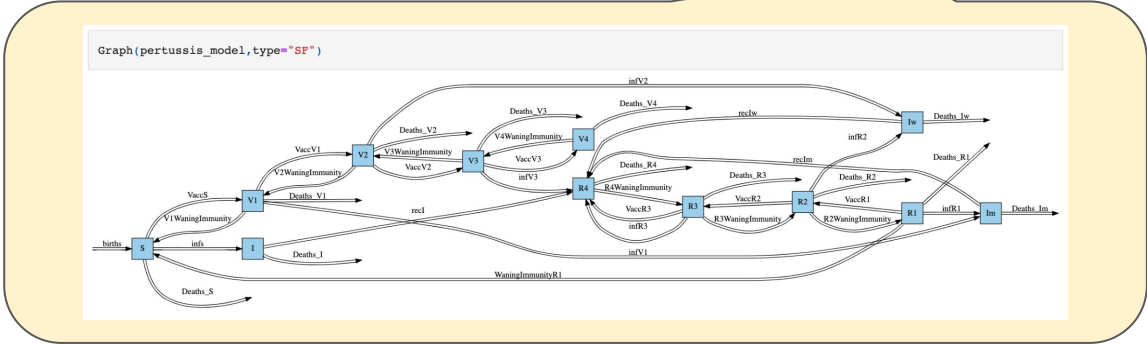 Graph(pertussis_model,type="SF")
infV2
Deaths_V3
Deaths_V4
recIw
Iw
Deaths_Iw
Deaths_V2
V4WaningImmunity
V4
infR2
VaccV1
V2
V3WaningImmunity
V3
VaccV3
Deaths_R1
V2WaningImmunity
VaccV2
infV3
Deaths_R4
recIm
Deaths_R3
Deaths_R2
VaccS
V1
Deaths_V1
R4
R4WaningImmunity
R3
VaccR2
R2
VaccR1
R1
infR1
Im
Deaths_Im
V1WaningImmunity
recI
VaccR3
R3WaningImmunity
R2WaningImmunity
infR3
births
S
infs
I
infV1
Deaths_I
WaningImmunityR1
Deaths_S